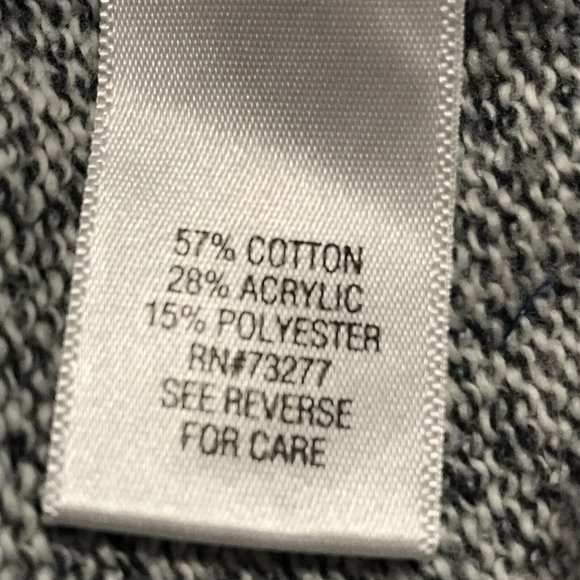 57% COTTON
28% ACRYLIC
15% POLYESTER
RN#73277
SEE REVERSE
FOR CARE